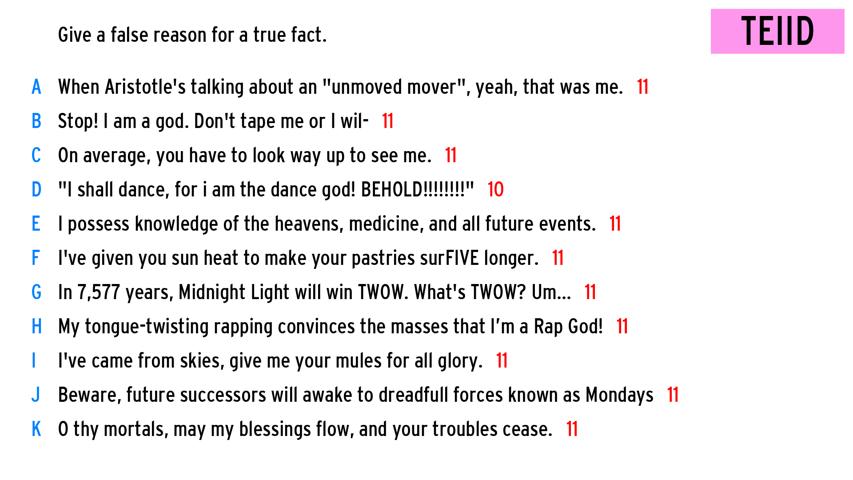 Give a false reason for a true fact.
TEIID
A When Aristotle's talking about an "unmoved mover", yeah, that was me. 11
B Stop! I am a god. Don't tape me or I wil- 11
C On average, you have to look way up to see me. 11
D "I shall dance, for i am the dance god! BEHOLD!!!!!!!!" 10
E I possess knowledge of the heavens, medicine, and all future events. 11
F I've given you sun heat to make your pastries surFIVE longer. 11
G In 7,577 years, Midnight Light will win TWOW. What's TWOW? Um... 11
H My tongue-twisting rapping convinces the masses that I’m a Rap God! 11
I I've came from skies, give me your mules for all glory. 11
J Beware, future successors will awake to dreadfull forces known as Mondays 11
K O thy mortals, may my blessings flow, and your troubles cease. 11